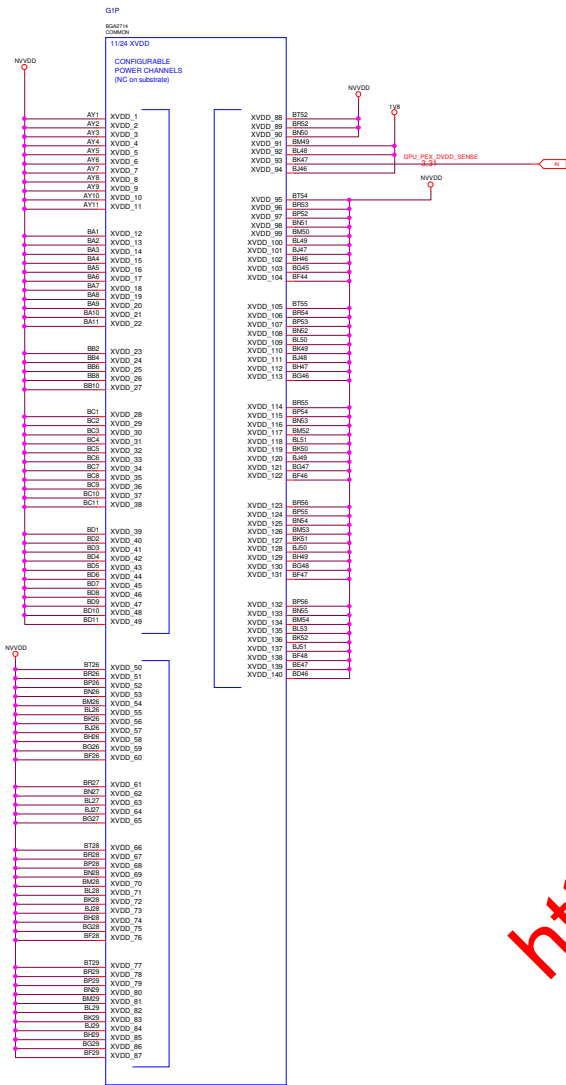 G1P
BGA2714
COMMON
11/24 XVDD
CONFIGURABLE
POWER CHANNELS
(NC on substrate)
NVVDD
AY1 XVDD_1
AY2 XVDD_2
AY3 XVDD_3
AY4 XVDD_4
AY5 XVDD_5
AY6 XVDD_6
AY7 XVDD_7
AY8 XVDD_8
AY9 XVDD_9
AY10 XVDD_10
AY11 XVDD_11
BA1 XVDD_12
BA2 XVDD_13
BA3 XVDD_14
BA4 XVDD_15
BA5 XVDD_16
BA6 XVDD_17
BA7 XVDD_18
BA8 XVDD_19
BA9 XVDD_20
BA10 XVDD_21
BA11 XVDD_22
BB2 XVDD_23
BB4 XVDD_24
BB6 XVDD_25
BB8 XVDD_26
BB10 XVDD_27
BC1 XVDD_28
BC2 XVDD_29
BC3 XVDD_30
BC4 XVDD_31
BC5 XVDD_32
BC6 XVDD_33
BC7 XVDD_34
BC8 XVDD_35
BC9 XVDD_36
BC10 XVDD_37
BC11 XVDD_38
BD1 XVDD_39
BD2 XVDD_40
BD3 XVDD_41
BD4 XVDD_42
BD5 XVDD_43
BD6 XVDD_44
BD7 XVDD_45
BD8 XVDD_46
BD9 XVDD_47
BD10 XVDD_48
BD11 XVDD_49
NVVDD
BT26 XVDD_50
BR26 XVDD_51
BP26 XVDD_52
BN26 XVDD_53
BM26 XVDD_54
BL26 XVDD_55
BK26 XVDD_56
BJ26 XVDD_57
BH26 XVDD_58
BG26 XVDD_59
BF26 XVDD_60
BR27 XVDD_61
BN27 XVDD_62
BL27 XVDD_63
BJ27 XVDD_64
BG27 XVDD_65
BT28 XVDD_66
BR28 XVDD_67
BP28 XVDD_68
BN28 XVDD_69
BM28 XVDD_70
BL28 XVDD_71
BK28 XVDD_72
BJ28 XVDD_73
BH28 XVDD_74
BG28 XVDD_75
BF28 XVDD_76
BT29 XVDD_77
BR29 XVDD_78
BP29 XVDD_79
BN29 XVDD_80
BM29 XVDD_81
BL29 XVDD_82
BK29 XVDD_83
BJ29 XVDD_84
BH29 XVDD_85
BG29 XVDD_86
BF29 XVDD_87
NVVDD
1V8
XVDD_88 BT52
XVDD_89 BR52
XVDD_90 BN50
XVDD_91 BM49
XVDD_92 BL48
XVDD_93 BK47
XVDD_94 BJ46
GPU_PEX_DVDD_SENSE
3,31
IN
NVVDD
XVDD_95 BT54
XVDD_96 BR53
XVDD_97 BP52
XVDD_98 BN51
XVDD_99 BM50
XVDD_100 BL49
XVDD_101 BJ47
XVDD_102 BH46
XVDD_103 BG45
XVDD_104 BF44
XVDD_105 BT55
XVDD_106 BR54
XVDD_107 BP53
XVDD_108 BN52
XVDD_109 BL50
XVDD_110 BK49
XVDD_111 BJ48
XVDD_112 BH47
XVDD_113 BG46
XVDD_114 BR55
XVDD_115 BP54
XVDD_116 BN53
XVDD_117 BM52
XVDD_118 BL51
XVDD_119 BK50
XVDD_120 BJ49
XVDD_121 BG47
XVDD_122 BF46
XVDD_123 BR56
XVDD_124 BP55
XVDD_125 BN54
XVDD_126 BM53
XVDD_127 BK51
XVDD_128 BJ50
XVDD_129 BH49
XVDD_130 BG48
XVDD_131 BF47
XVDD_132 BP56
XVDD_133 BN55
XVDD_134 BM54
XVDD_135 BL53
XVDD_136 BK52
XVDD_137 BJ51
XVDD_138 BF48
XVDD_139 BE47
XVDD_140 BD46